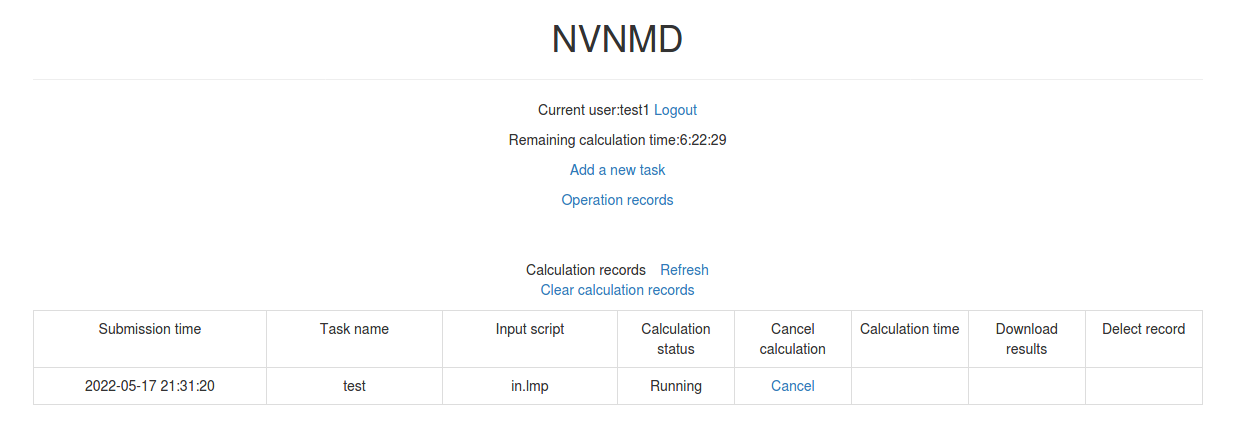 NVNMD
Current user:test1 Logout
Remaining calculation time:6:22:29
Add a new task
Operation records
Calculation records Refresh
Clear calculation records
Submission time Task name Input script Calculation status Cancel calculation Calculation time Download results Delect record
2022-05-17 21:31:20 test in.lmp Running Cancel